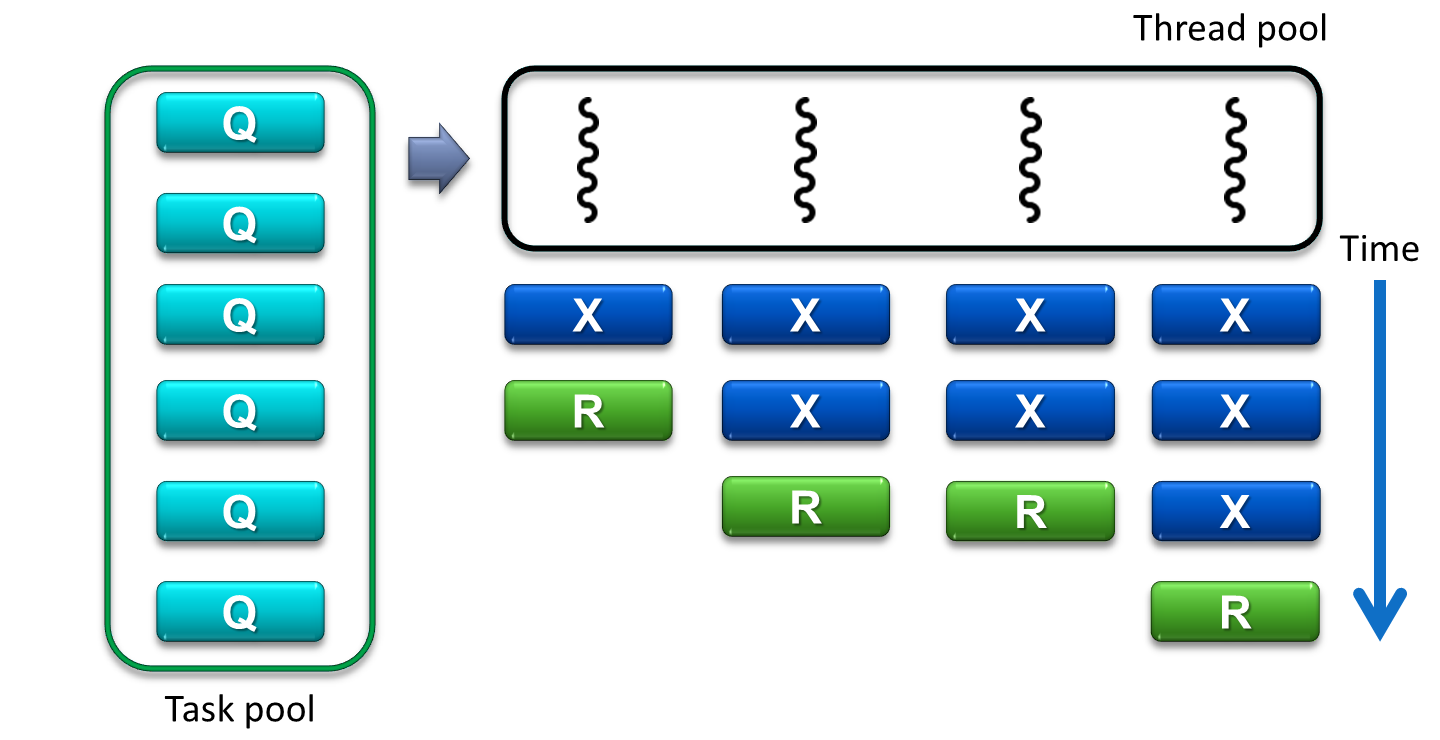 Thread pool
Q
Q
Q
Q
Q
Q
Task pool
Time
X X X X
R X X X
R R X
R